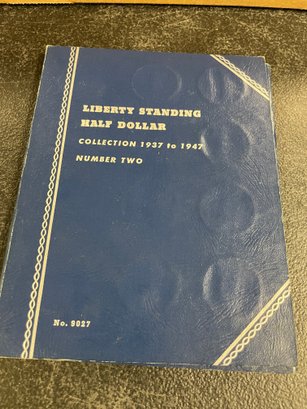 LIBERTY STANDING
HALF DOLLAR
COLLECTION 1937 to 1947
NUMBER TWO
No. 9027